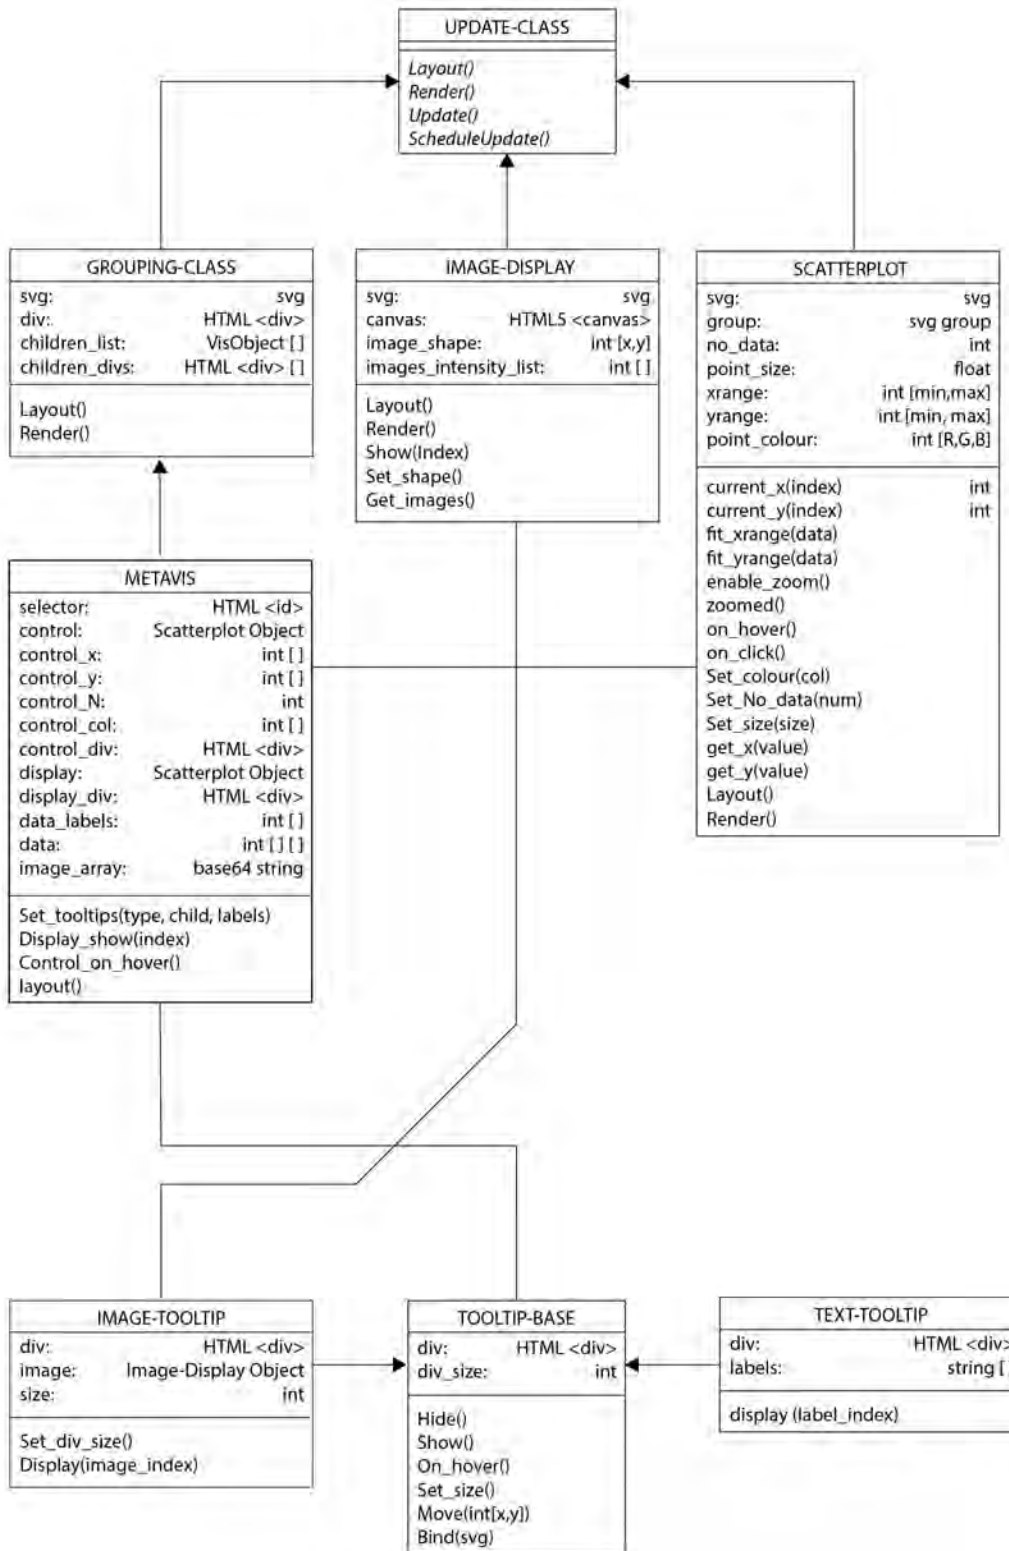 UPDATE-CLASS
Layout()
Render()
Update()
ScheduleUpdate()
GROUPING-CLASS
svg: svg
div: HTML <div>
children_list: VisObject [ ]
children_divs: HTML <div> [ ]
Layout()
Render()
IMAGE-DISPLAY
svg: svg
canvas: HTML5 <canvas>
image_shape: int [x,y]
images_intensity_list: int [ ]
Layout()
Render()
Show(Index)
Set_shape()
Get_images()
SCATTERPLOT
svg: svg
group: svg group
no_data: int
point_size: float
xrange: int [min,max]
yrange: int [min, max]
point_colour: int [R,G,B]
current_x(index) int
current_y(index) int
fit_xrange(data)
fit_yrange(data)
enable_zoom()
zoomed()
on_hover()
on_click()
Set_colour(col)
Set_No_data(num)
Set_size(size)
get_x(value)
get_y(value)
Layout()
Render()
METAVIS
selector: HTML <id>
control: Scatterplot Object
control_x: int [ ]
control_y: int [ ]
control_N: int
control_col: int [ ]
control_div: HTML <div>
display: Scatterplot Object
display_div: HTML <div>
data_labels: int [ ]
data: int [ ] [ ]
image_array: base64 string
Set_tooltips(type, child, labels)
Display_show(index)
Control_on_hover()
layout()
IMAGE-TOOLTIP
div: HTML <div>
image: Image-Display Object
size: int
Set_div_size()
Display(image_index)
TOOLTIP-BASE
div: HTML <div>
div_size: int
Hide()
Show()
On_hover()
Set_size()
Move(int[x,y])
Bind(svg)
TEXT-TOOLTIP
div: HTML <div>
labels: string [
display (label_index)